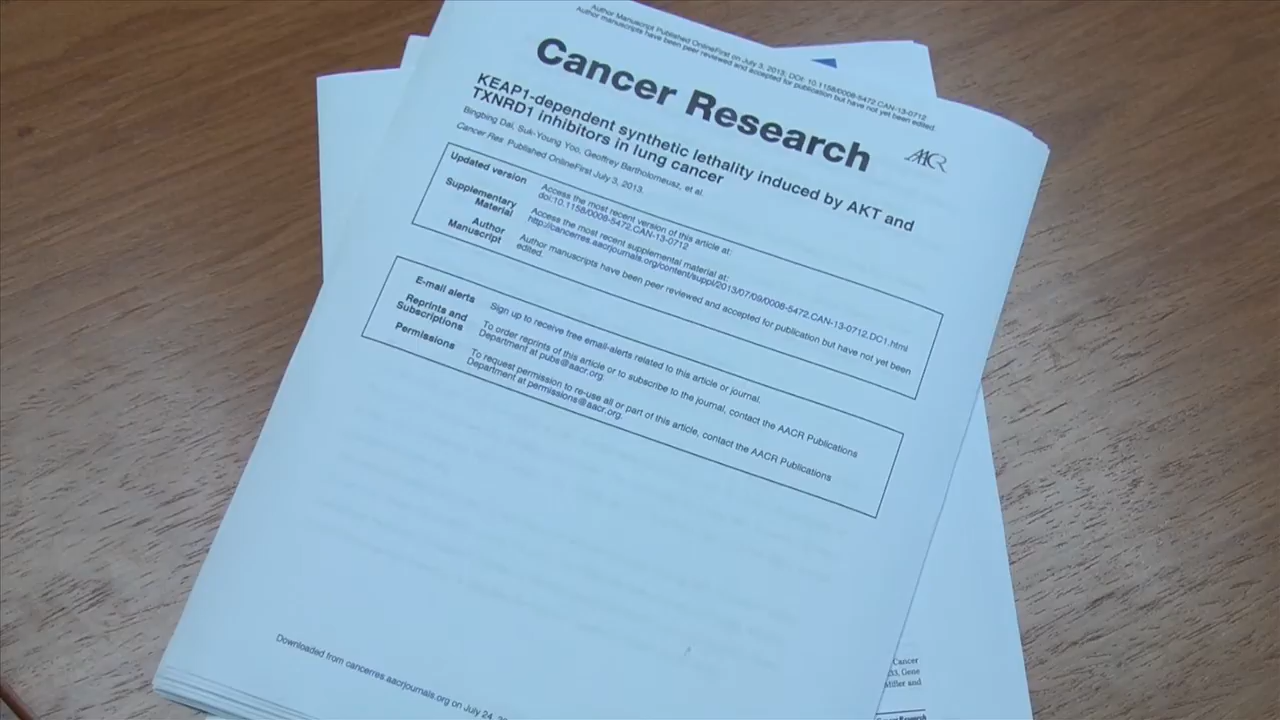 Author Manuscript Published OnlineFirst on July 3, 2013; DOI: 10.1158/0008-5472.CAN-13-0712
Author manuscripts have been peer reviewed and accepted for publication but have not yet been edited.
Cancer Research
AACR
KEAP1-dependent synthetic lethality induced by AKT and
TXNRD1 inhibitors in lung cancer
Bingbing Dai, Suk-Young Yoo, Geoffrey Bartholomeusz, et al.
Cancer Res Published OnlineFirst July 3, 2013.
Updated version
Access the most recent version of this article at:
doi:10.1158/0008-5472.CAN-13-0712
Supplementary
Material
Access the most recent supplemental material at:
http://cancerres.aacrjournals.org/content/suppl/2013/07/09/0008-5472.CAN-13-0712.DC1.html
Author
Manuscript
Author manuscripts have been peer reviewed and accepted for publication but have not yet been
edited.
E-mail alerts
Sign up to receive free email-alerts related to this article or journal.
Reprints and
Subscriptions
To order reprints of this article or to subscribe to the journal, contact the AACR Publications
Department at pubs@aacr.org.
Permissions
To request permission to re-use all or part of this article, contact the AACR Publications
Department at permissions@aacr.org.
Downloaded from cancerres.aacrjournals.org on July 24,
Cancer
33, Gene
Miller and